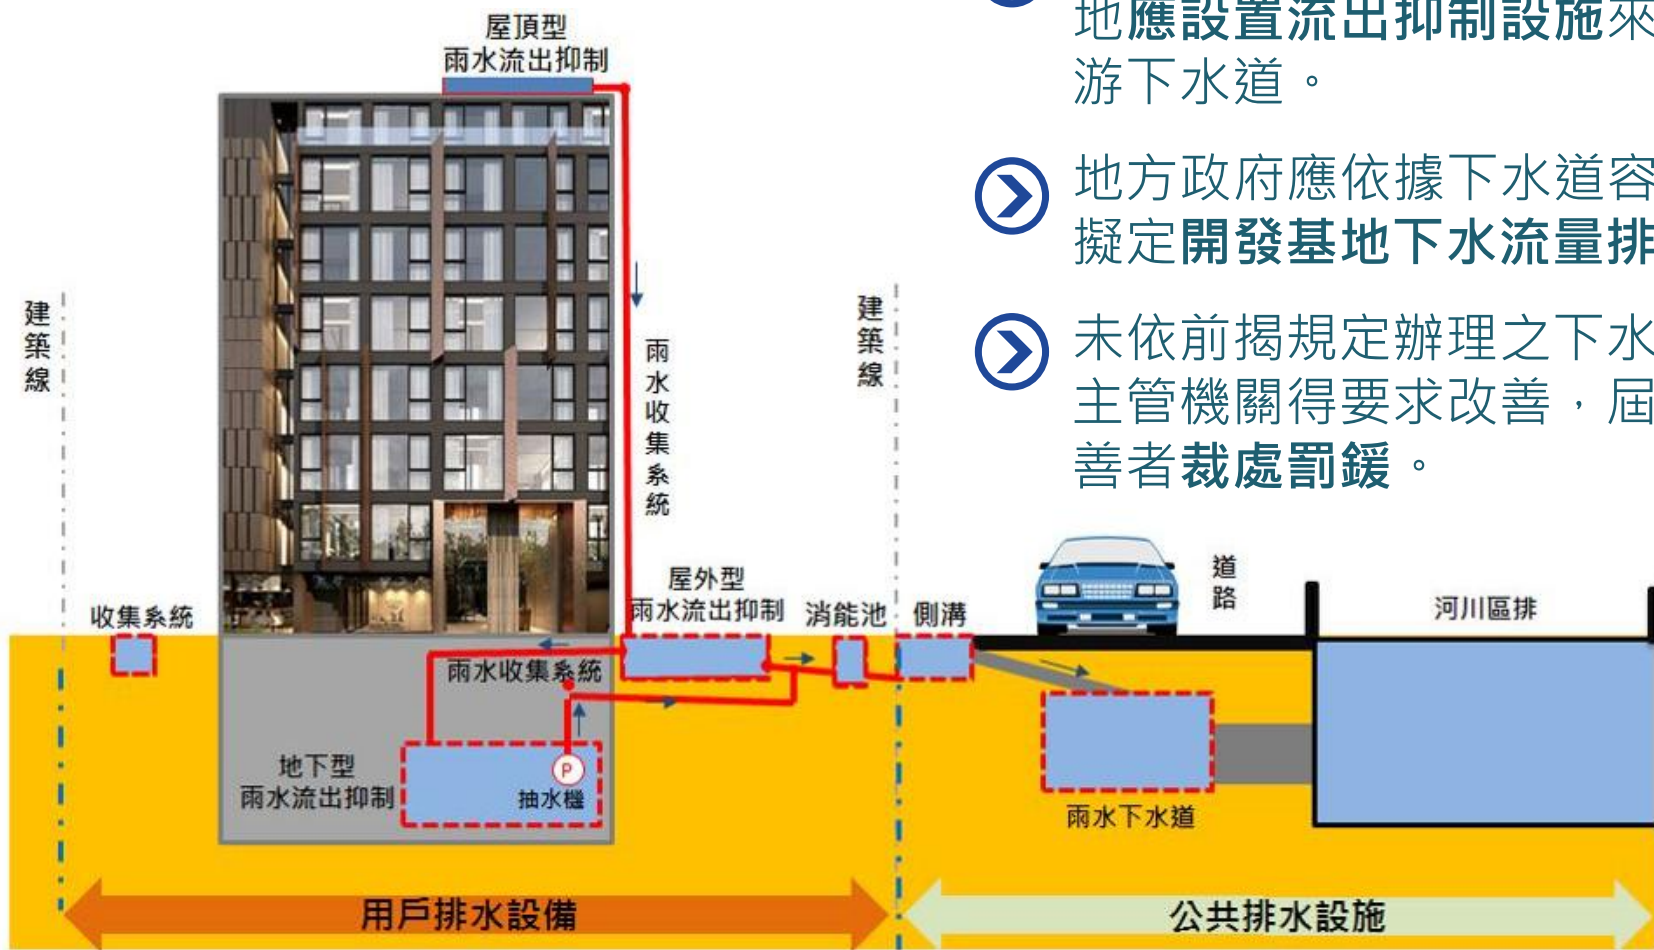 屋頂型
雨水流出抑制
地應設置流出抑制設施來
游下水道。
地方政府應依據下水道容
擬定開發基地下水流量排
未依前揭規定辦理之下水
主管機關得要求改善，屆
善者裁處罰鍰。
建築線
雨水收集系統
建築線
收集系統
屋外型
雨水流出抑制
消能池
側溝
道路
河川區排
雨水收集系統
地下型
雨水流出抑制
P
抽水機
雨水下水道
用戶排水設備
公共排水設施